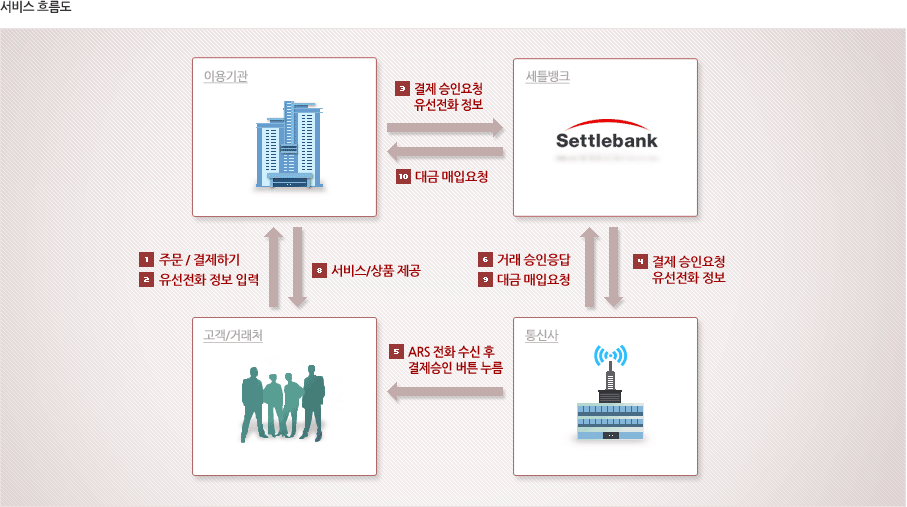 서비스 흐름도
이용기관
세틀뱅크
3 결제 승인요청
유선전화 정보
Settlebank
10 대금 매입요청
1 주문 / 결제하기
2 유선전화 정보 입력
8 서비스/상품 제공
6 거래 승인응답
9 대금 매입요청
4 결제 승인요청
유선전화 정보
고객/거래처
통신사
5 ARS 전화 수신 후
결제승인 버튼 누름